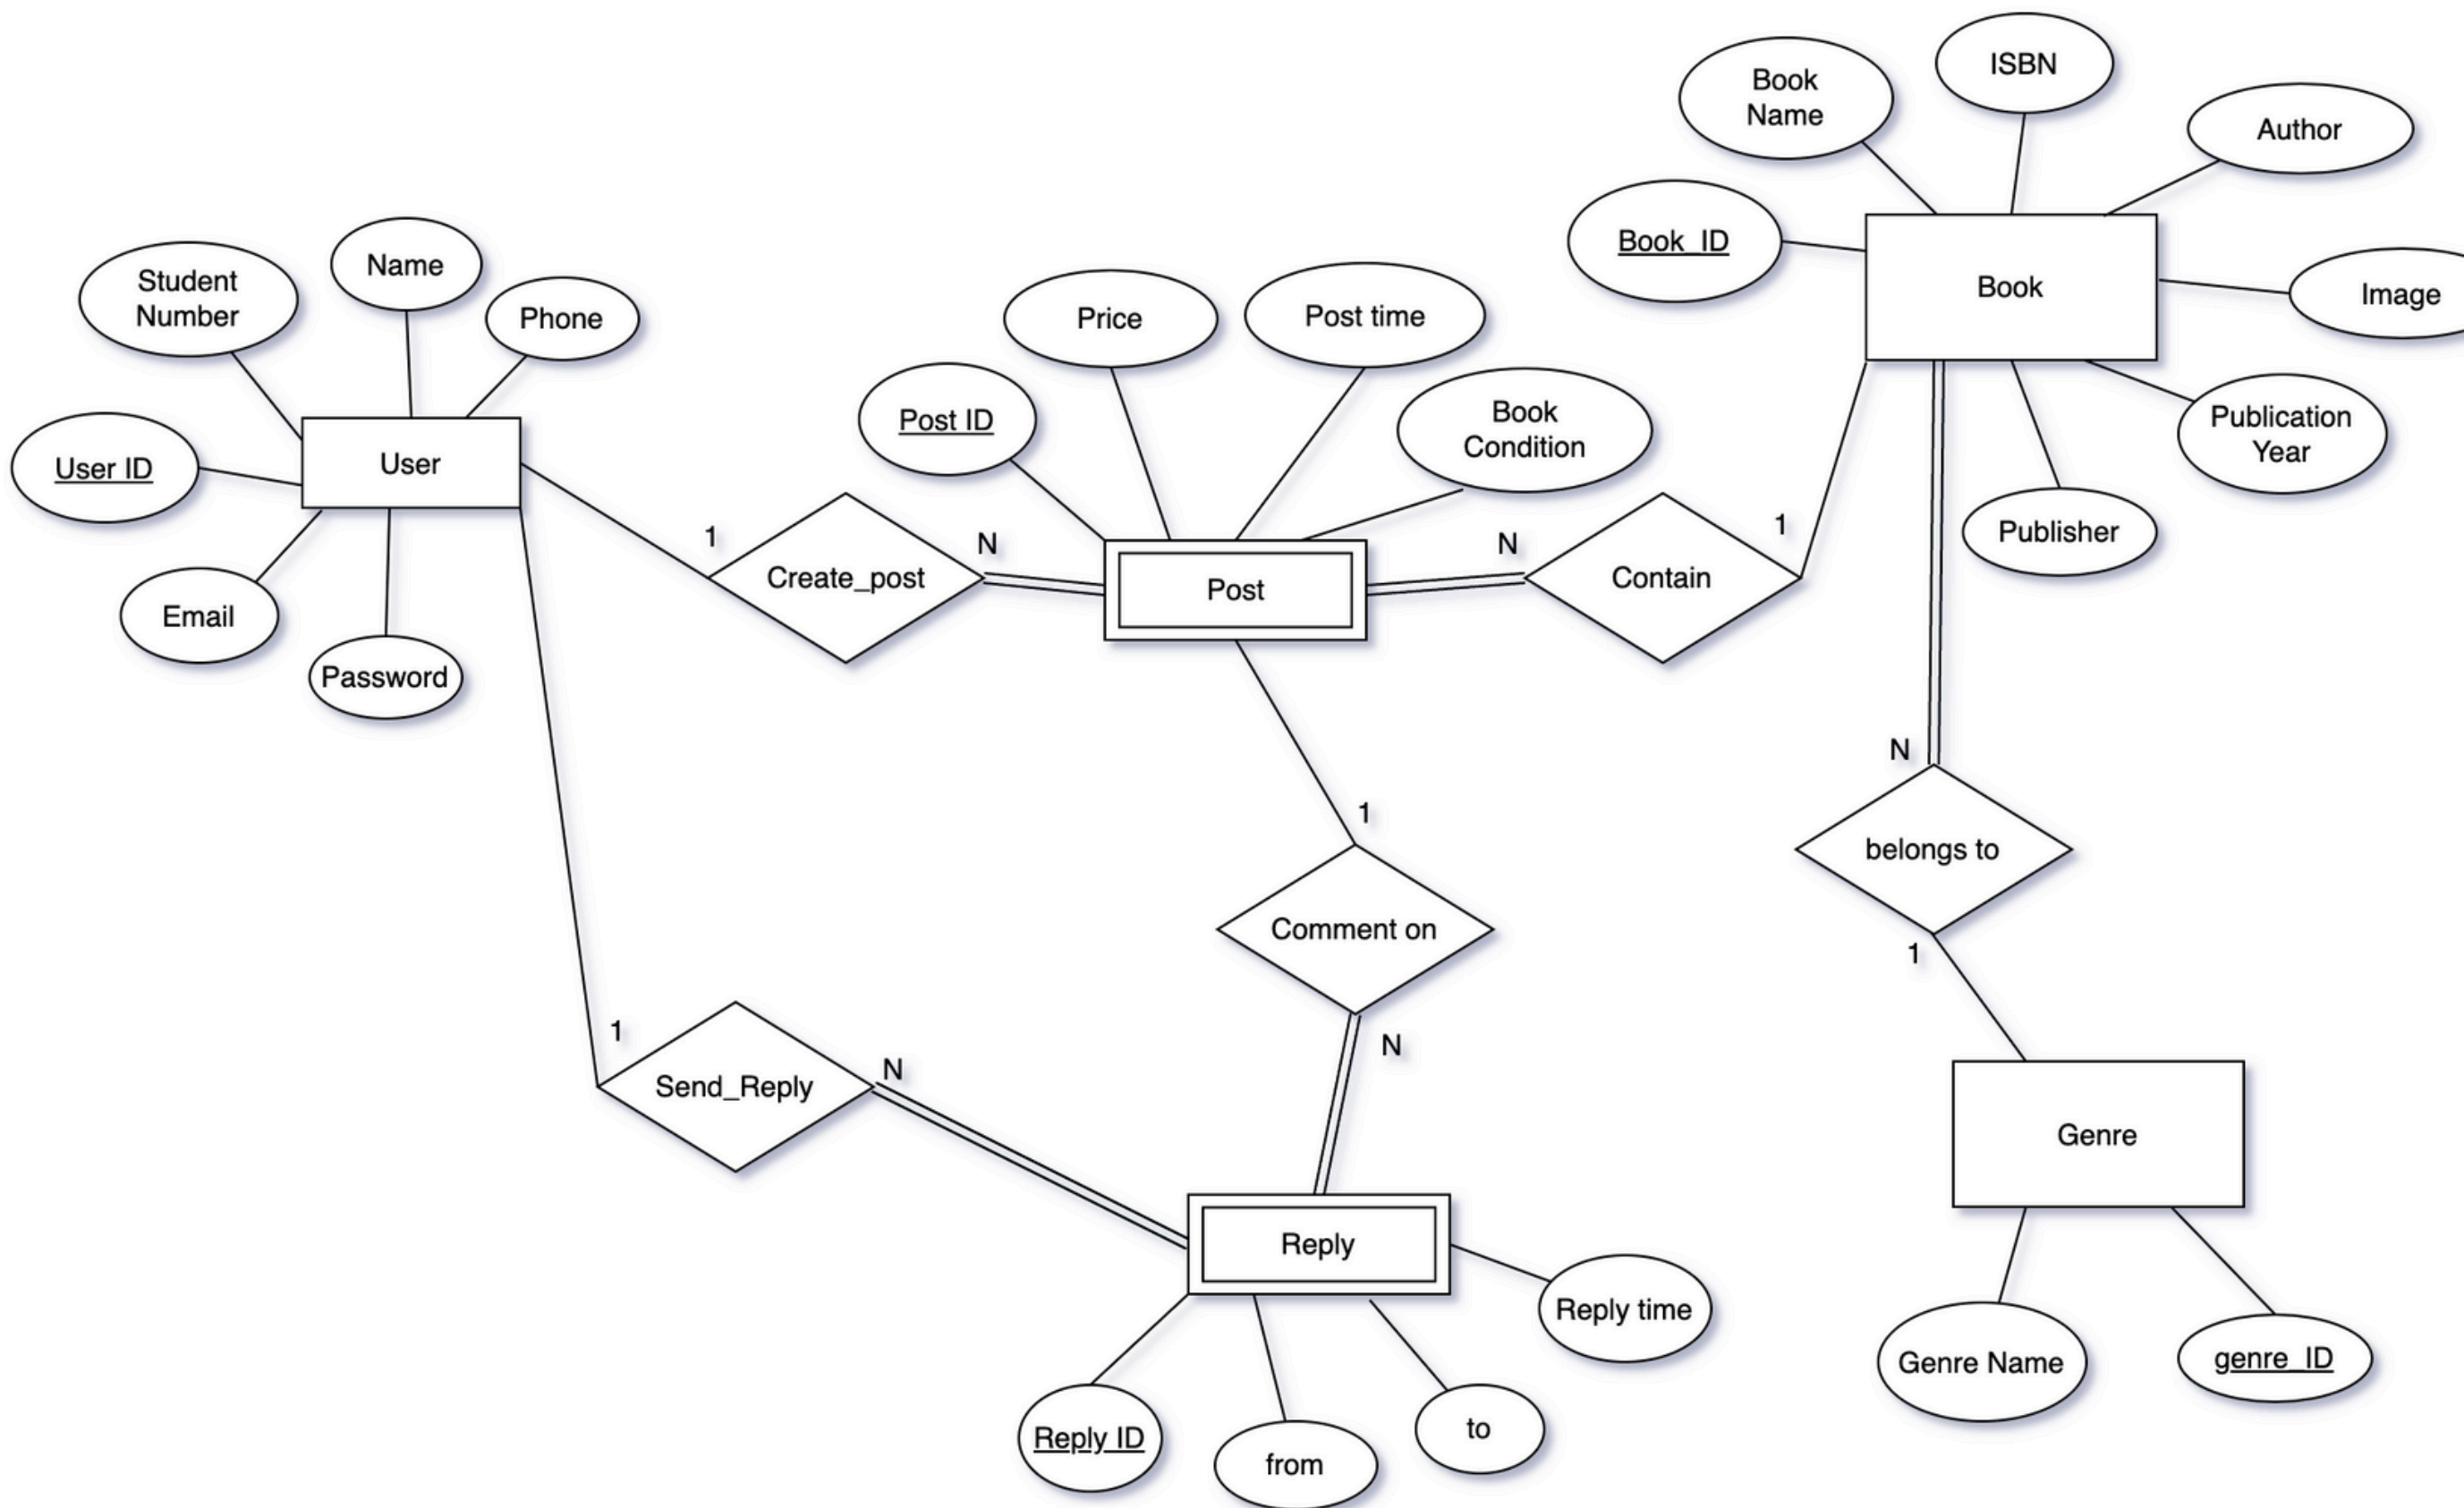 ISBN
Book
Name
Author
Book_ID
Book
Image
Student
Number
Name
Phone
Price
Post time
Post ID
Book
Condition
Publication
Year
User ID
User
Publisher
1
N
N
1
Create_post
Post
Contain
Email
Password
N
1
belongs to
Comment on
1
1
N
N
Send_Reply
Genre
Reply
Reply time
Genre Name
genre_ID
Reply ID
from
to